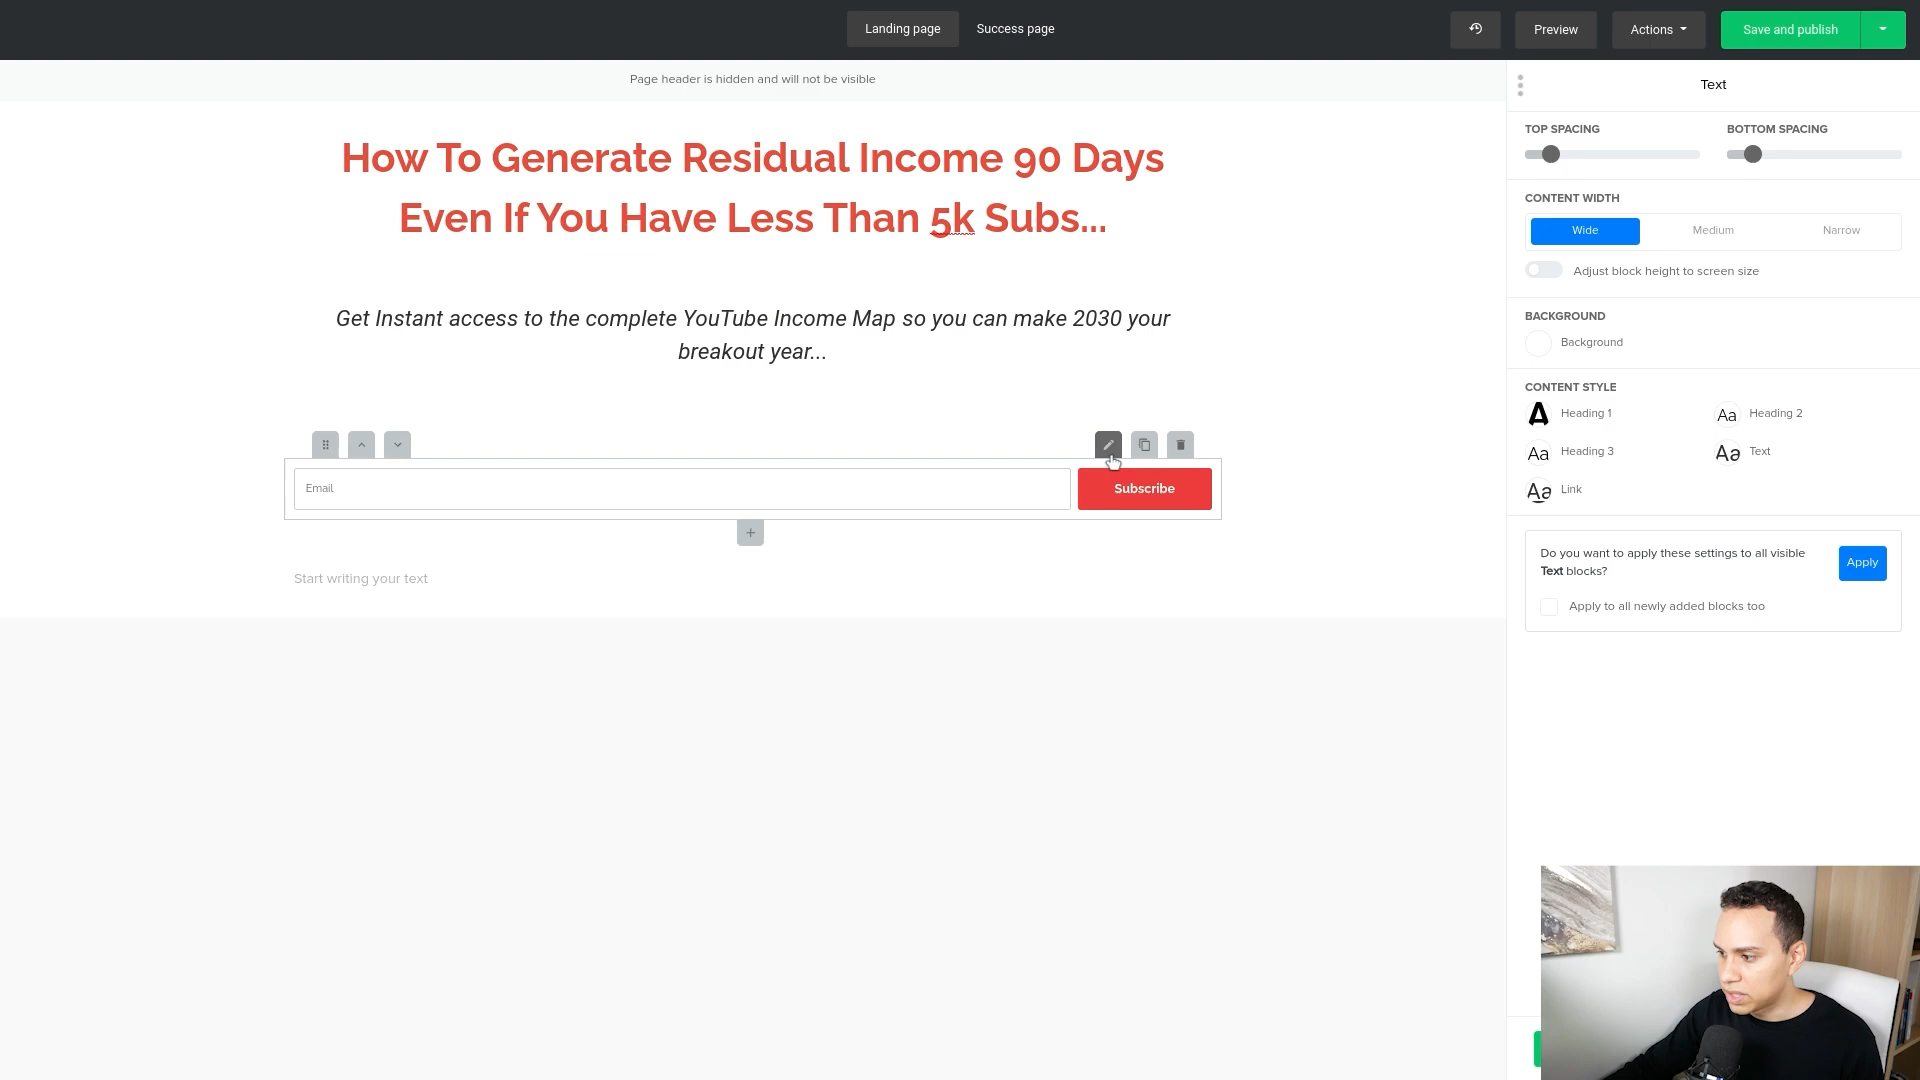 Landing page
Success page
Preview
Actions
Save and publish
Page header is hidden and will not be visible
How To Generate Residual Income 90 Days
Even If You Have Less Than 5k Subs...
Get Instant access to the complete YouTube Income Map so you can make 2030 your
breakout year...
Email
Subscribe
+
Start writing your text
Text
TOP SPACING
BOTTOM SPACING
CONTENT WIDTH
Wide
Medium
Narrow
Adjust block height to screen size
BACKGROUND
Background
CONTENT STYLE
A Heading 1
Aa Heading 2
Aa Heading 3
Aa Text
Aa Link
Do you want to apply these settings to all visible
Text blocks?
Apply
Apply to all newly added blocks too